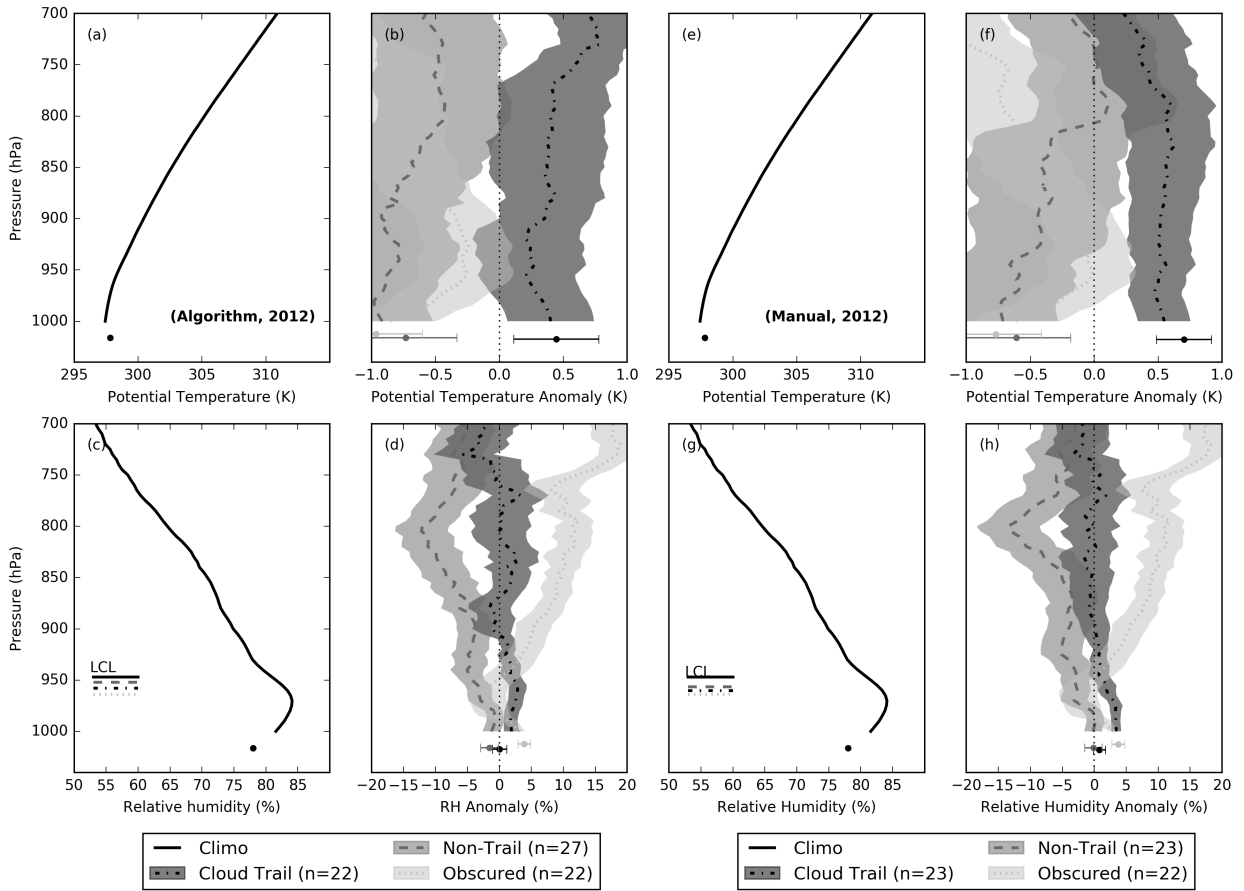 700
750
800
850
900
950
1000
Pressure (hPa)
(a)
(Algorithm, 2012)
295
300
305
310
Potential Temperature (K)
(b)
−1.0
−0.5
0.0
0.5
1.0
Potential Temperature Anomaly (K)
(e)
(Manual, 2012)
295
300
305
310
Potential Temperature (K)
(f)
−1.0
−0.5
0.0
0.5
1.0
Potential Temperature Anomaly (K)
700
750
800
850
900
950
1000
Pressure (hPa)
(c)
LCL
50
55
60
65
70
75
80
85
Relative humidity (%)
(d)
−20
−15
−10
−5
0
5
10
15
20
RH Anomaly (%)
(g)
LCL
50
55
60
65
70
75
80
85
Relative Humidity (%)
(h)
−20
−15
−10
−5
0
5
10
15
20
Relative Humidity Anomaly (%)
Climo
Cloud Trail (n=22)
Non-Trail (n=27)
Obscured (n=22)
Climo
Cloud Trail (n=23)
Non-Trail (n=23)
Obscured (n=22)